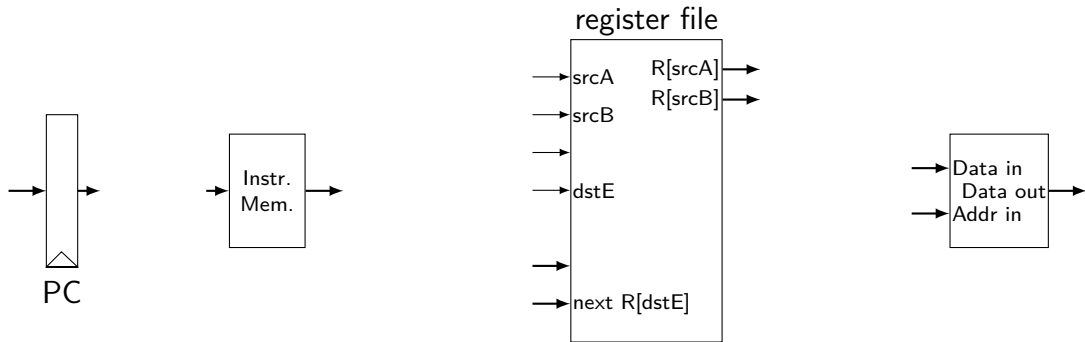 register file
srcA
R[srcA]
R[srcB]
srcB
dstE
next R[dstE]
Instr.
Mem.
PC
Data in
Data out
Addr in